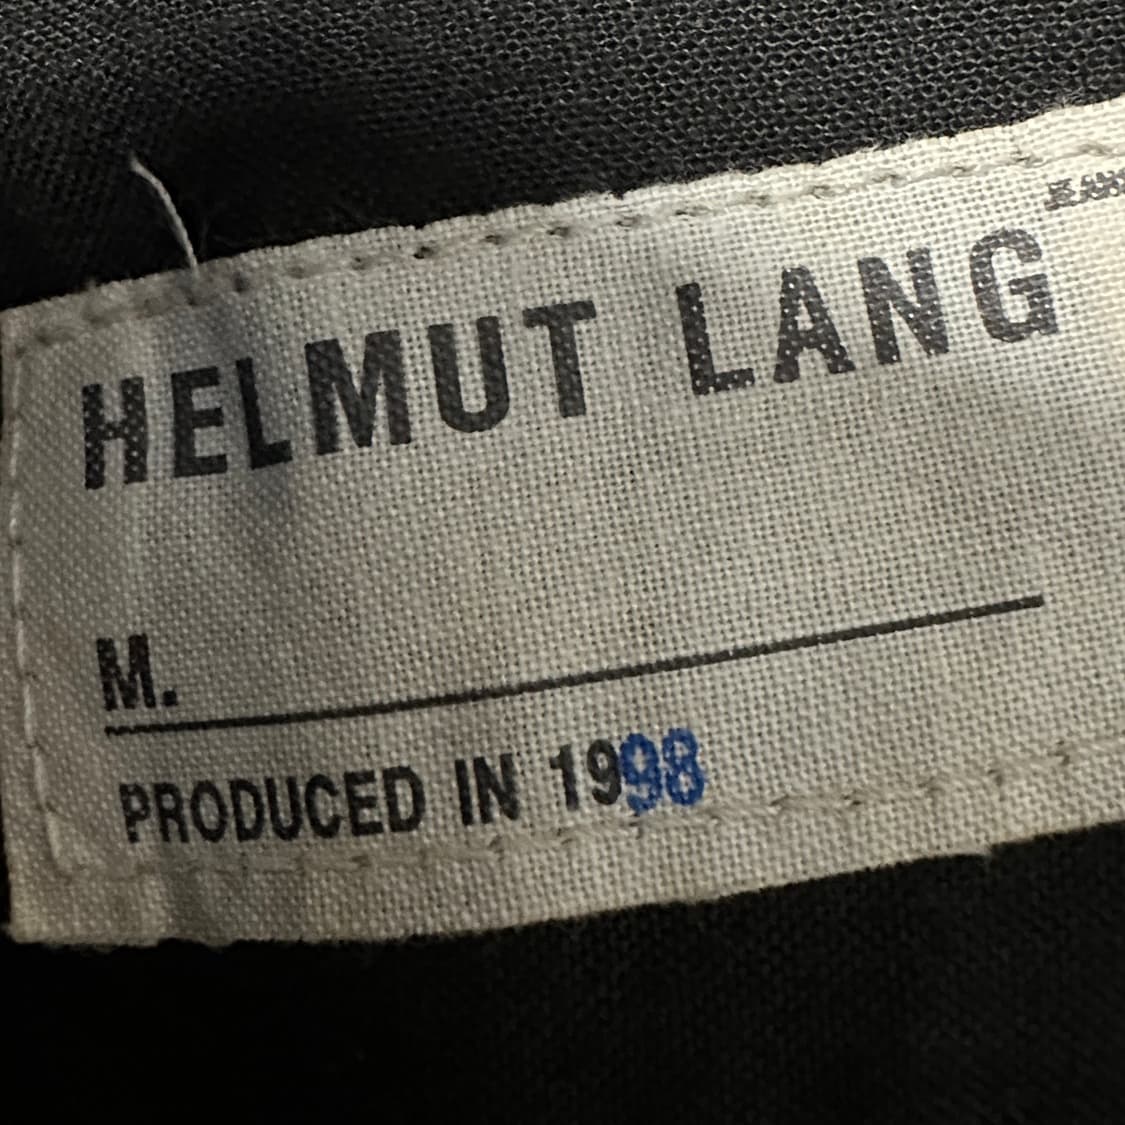 HELMUT LANG
M.
PRODUCED IN 1998